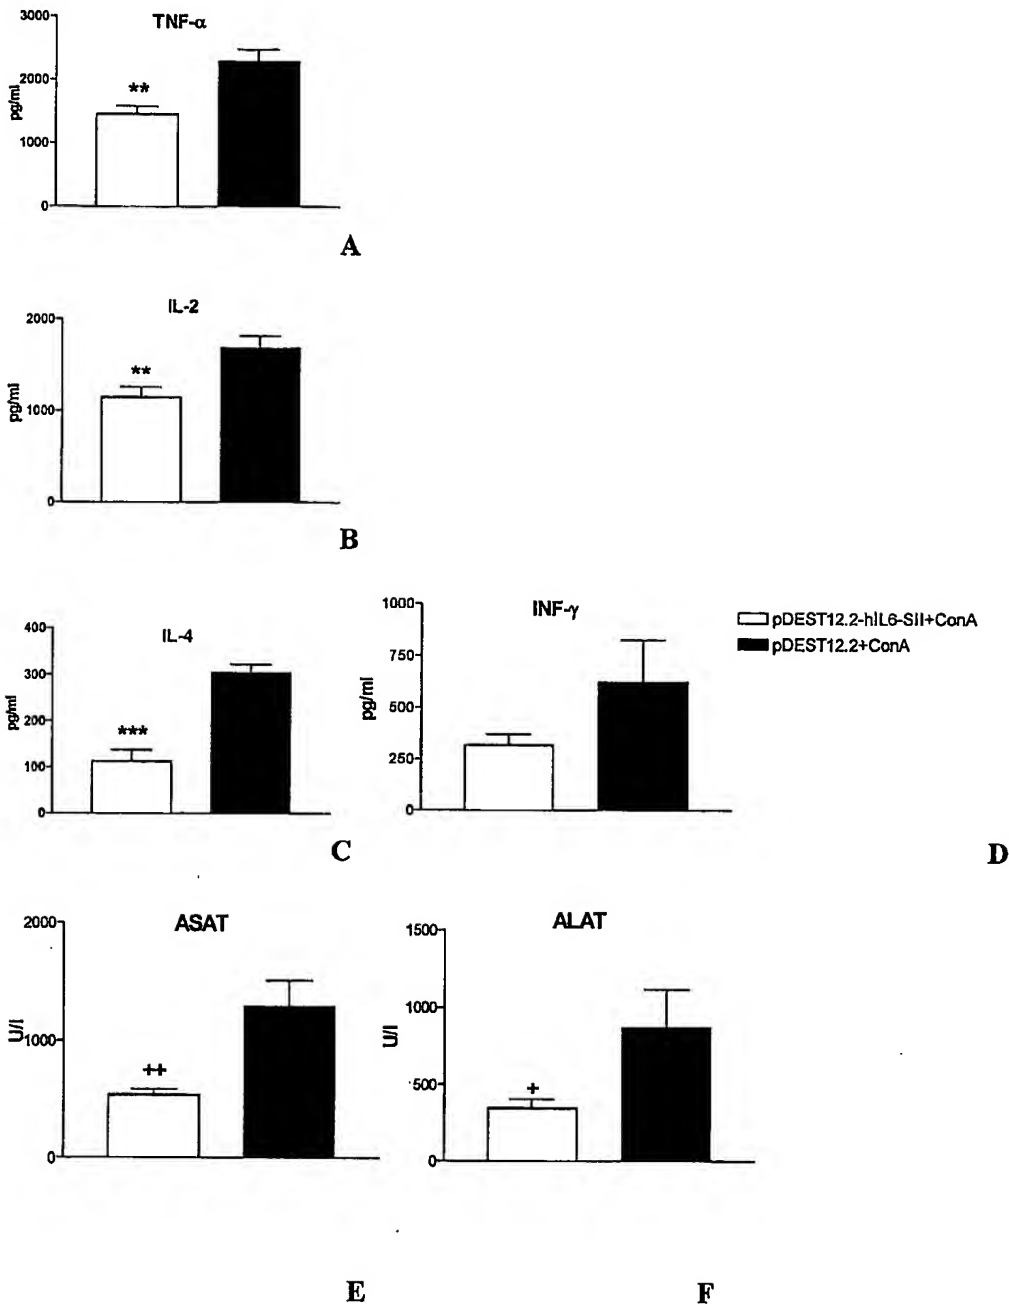 TNF-α
3000
2000
1000
0
pg/ml
**
A
IL-2
2000
1000
0
pg/ml
**
B
IL-4
400
300
200
100
0
pg/ml
***
C
INF-γ
1000
750
500
250
0
pg/ml
pDEST12.2-hIL6-SII+ConA
pDEST12.2+ConA
D
ASAT
2000
1000
0
U/l
++
E
ALAT
1500
1000
500
0
U/l
+
F